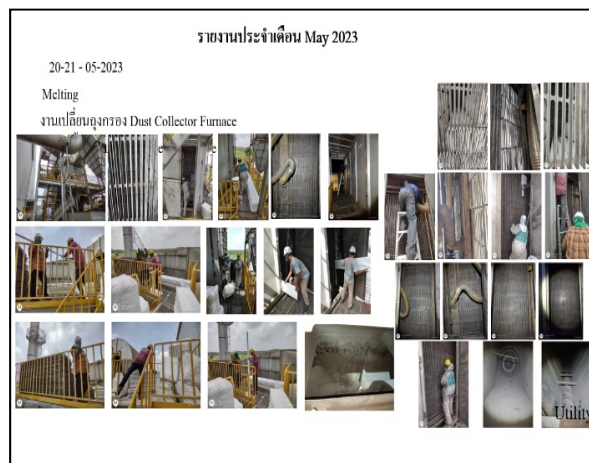 รายงานประจำเดือน May 2023
20-21 - 05-2023
Melting
งานเปลี่ยนถุงกรอง Dust Collector Furnace
Utility